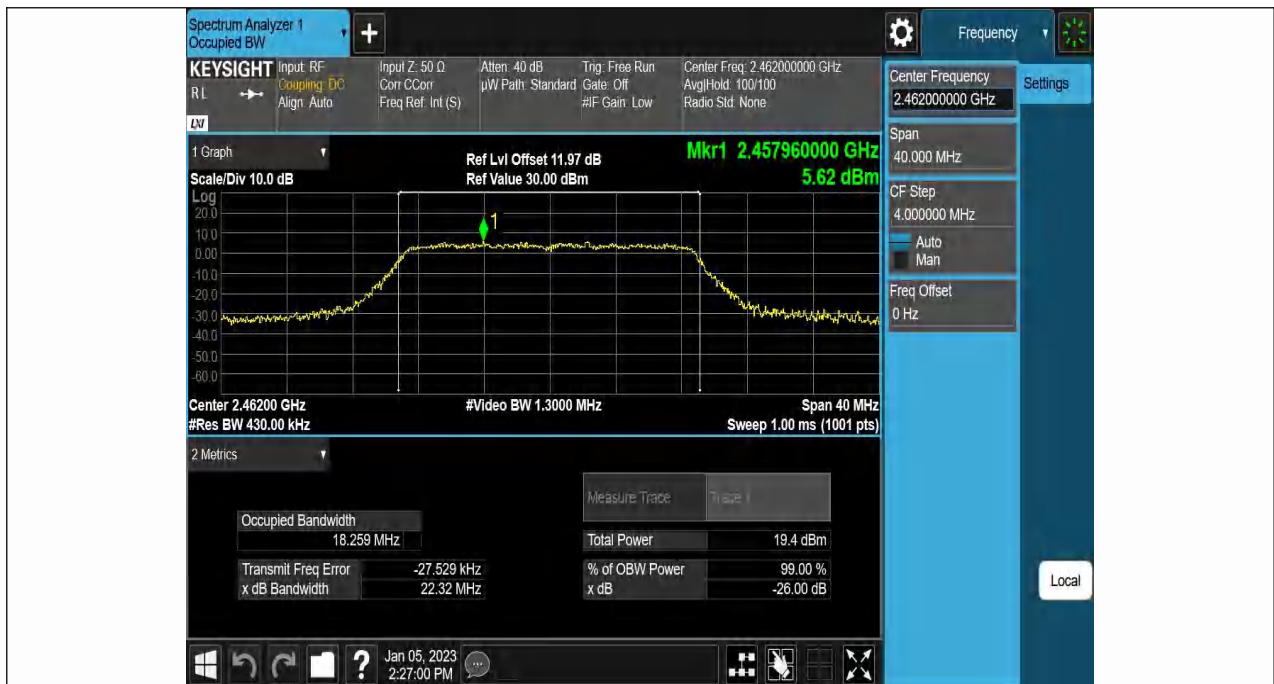 Spectrum Analyzer 1
Occupied BW
+
Frequency
KEYSIGHT
RL
LXI
Input: RF
Coupling: DC
Align: Auto
Input Z: 50 Ω
Corr CCorr
Freq Ref: Int (S)
Atten: 40 dB
µW Path: Standard
Trig: Free Run
Gate: Off
#IF Gain: Low
Center Freq: 2.462000000 GHz
Avg|Hold: 100/100
Radio Std: None
Center Frequency
2.462000000 GHz
Settings
Span
40.000 MHz
CF Step
4.000000 MHz
Auto
Man
Freq Offset
0 Hz
Local
1 Graph
Scale/Div 10.0 dB
Ref Lvl Offset 11.97 dB
Ref Value 30.00 dBm
Mkr1 2.457960000 GHz
5.62 dBm
Log
20.0
10.0
0.00
-10.0
-20.0
-30.0
-40.0
-50.0
-60.0
1
Center 2.46200 GHz
#Res BW 430.00 kHz
#Video BW 1.3000 MHz
Span 40 MHz
Sweep 1.00 ms (1001 pts)
2 Metrics
Measure Trace Trace 1
Occupied Bandwidth
18.259 MHz
Total Power 19.4 dBm
Transmit Freq Error -27.529 kHz
% of OBW Power 99.00 %
x dB Bandwidth 22.32 MHz
x dB -26.00 dB
?
Jan 05, 2023
2:27:00 PM